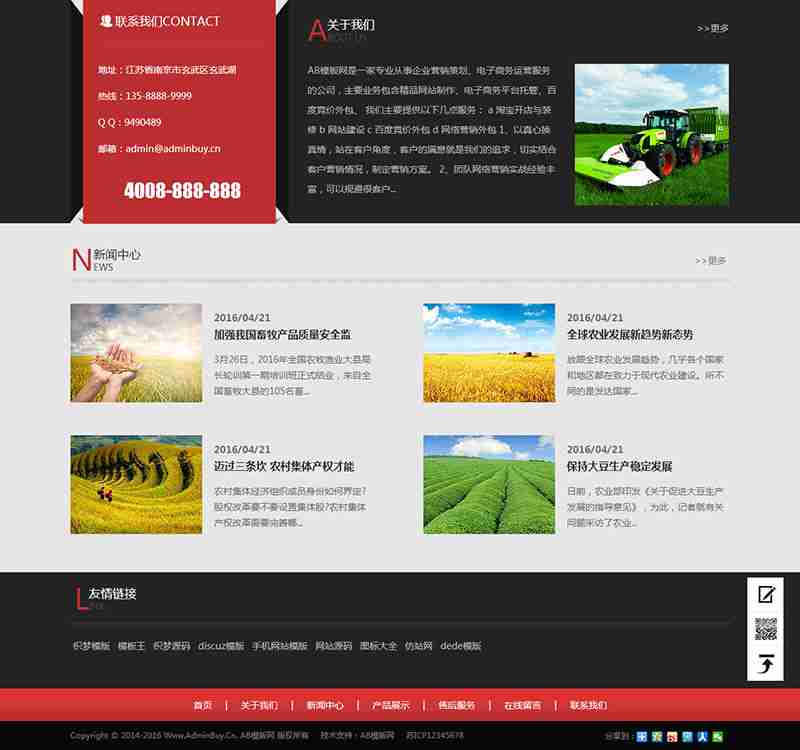 联系我们CONTACT
地址：江苏省南京市玄武区玄武湖
热线：135-8888-9999
Q Q：9490489
邮箱：admin@adminbuy.cn
4008-888-888
A关于我们
ABOUT US
>>更多
AB模板网是一家专业从事企业营销策划、电子商务运营服务
的公司，主要业务包含精品网站制作、电子商务平台托管、百
度竞价外包、 我们主要提供以下几点服务： a 淘宝开店与装
修 b 网站建设 c 百度竞价外包 d 网络营销外包 1、以真心换
真情，站在客户角度，客户的满意就是我们的追求，切实结合
客户营销情况，制定营销方案。 2、团队网络营销实战经验丰
富，可以规避很客户...
N新闻中心
EWS
>>更多
2016/04/21
加强我国畜牧产品质量安全监
3月26日，2016年全国农牧渔业大县局
长轮训第一期培训班正式结业，来自全
国畜牧大县的105名畜...
2016/04/21
全球农业发展新趋势新态势
放眼全球农业发展趋势，几乎各个国家
和地区都在致力于现代农业建设。所不
同的是发达国家...
2016/04/21
迈过三条坎 农村集体产权才能
农村集体经济组织成员身份如何界定?
股权改革要不要设置集体股?农村集体
产权改革需要完善哪...
2016/04/21
保持大豆生产稳定发展
日前，农业部印发《关于促进大豆生产
发展的指导意见》，为此，记者就有关
问题采访了农业...
L友情链接
INK
织梦模版 模板王 织梦源码 discuz模版 手机网站模版 网站源码 图标大全 仿站网 dede模版
首页 | 关于我们 | 新闻中心 | 产品展示 | 售后服务 | 在线留言 | 联系我们
Copyright © 2014-2016 Www.AdminBuy.Cn. AB模板网 版权所有 技术支持：AB模板网 苏ICP12345678
分享到：